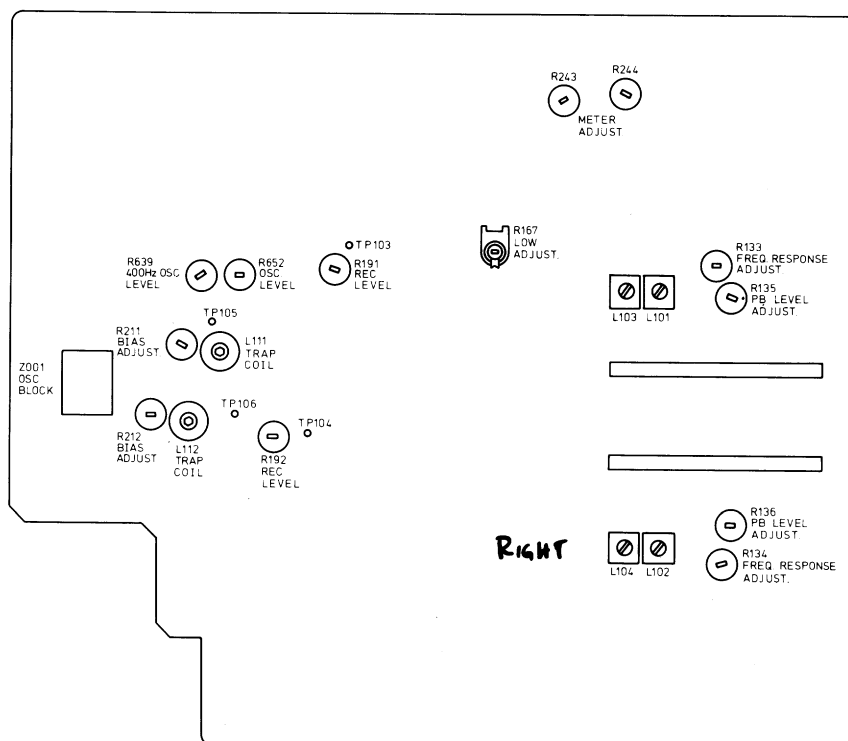 R243
R244
METER
ADJUST.
R167
LOW
ADJUST.
TP103
R639
400Hz OSC
LEVEL
R652
OSC
LEVEL
R191
REC
LEVEL
R133
FREQ. RESPONSE
ADJUST.
R135
PB LEVEL
ADJUST.
L103
L101
TP105
R211
BIAS
ADJUST
L111
TRAP
COIL
Z001
OSC
BLOCK
TP106
TP104
R212
BIAS
ADJUST
L112
TRAP
COIL
R192
REC
LEVEL
RIGHT
R136
PB LEVEL
ADJUST.
L104
L102
R134
FREQ. RESPONSE
ADJUST.